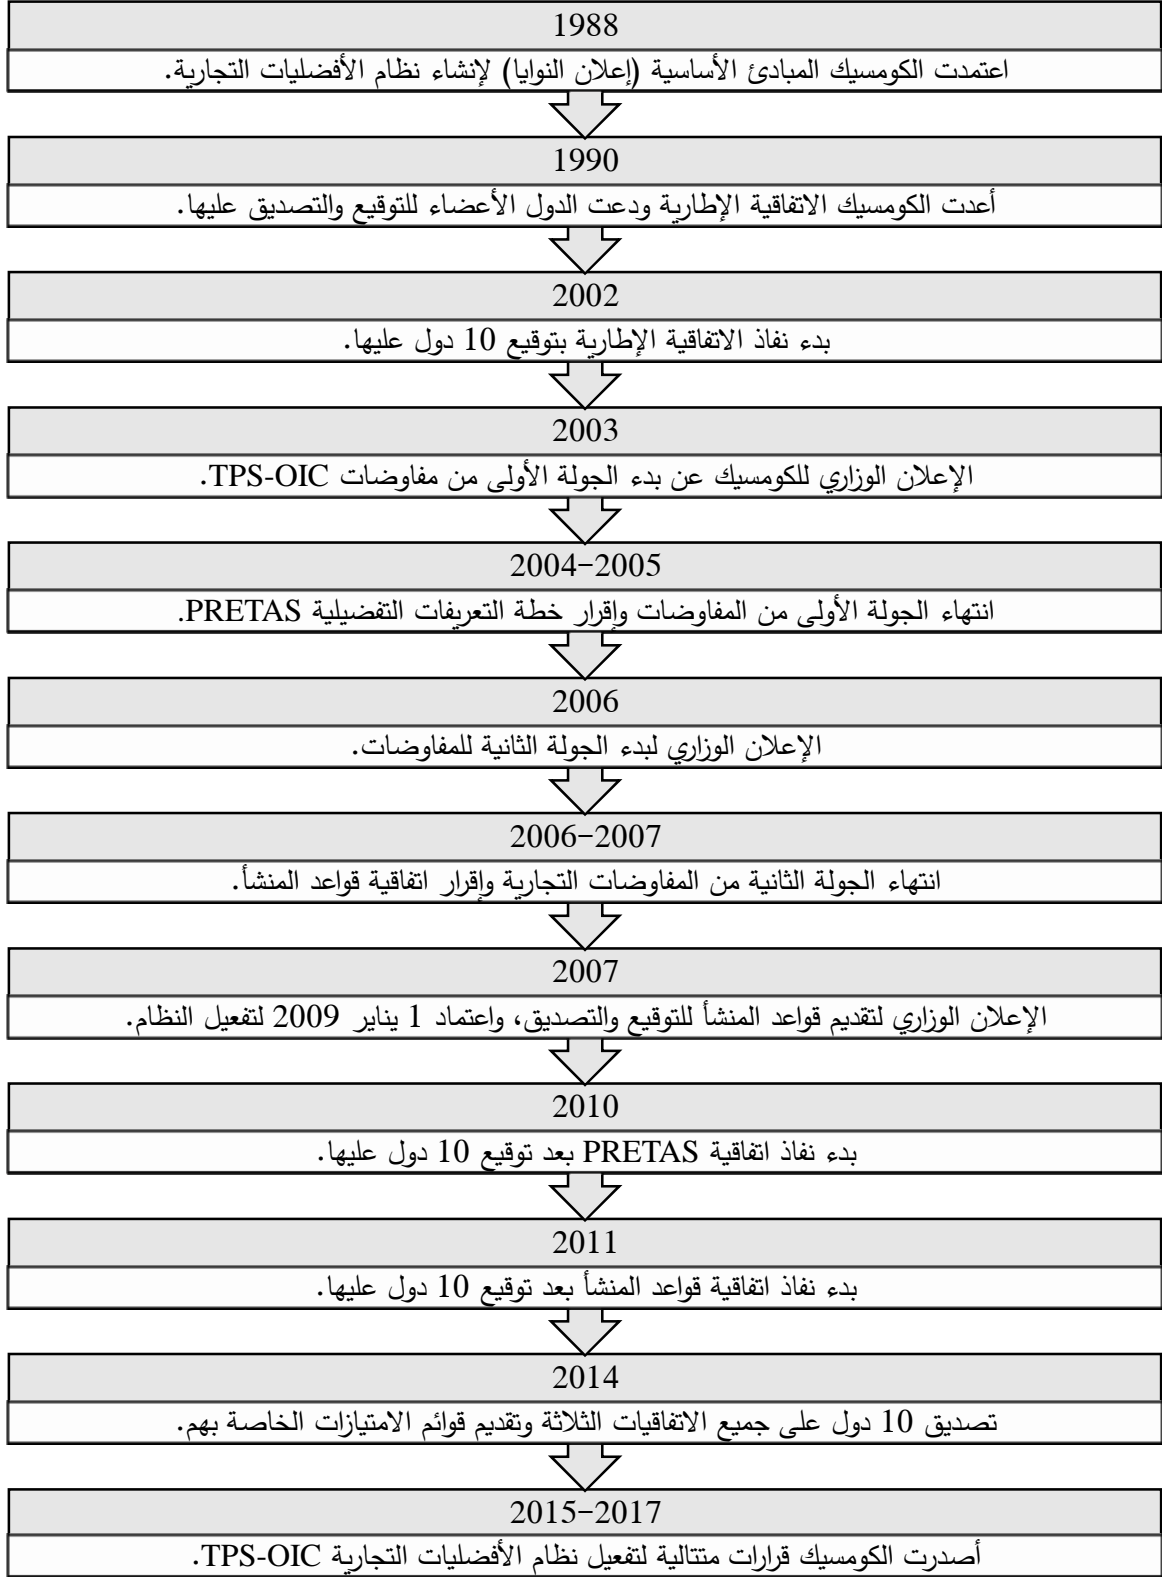 1988
اعتمدت الكومسيك المبادئ الأساسية (إعلان النوايا) لإنشاء نظام الأفضليات التجارية.
1990
أعدت الكومسيك الاتفاقية الإطارية ودعت الدول الأعضاء للتوقيع والتصديق عليها.
2002
بدء نفاذ الاتفاقية الإطارية بتوقيع 10 دول عليها.
2003
الإعلان الوزاري للكومسيك عن بدء الجولة الأولى من مفاوضات TPS-OIC.
2004-2005
انتهاء الجولة الأولى من المفاوضات وإقرار خطة التعريفات التفضيلية PRETAS.
2006
الإعلان الوزاري لبدء الجولة الثانية للمفاوضات.
2006-2007
انتهاء الجولة الثانية من المفاوضات التجارية وإقرار اتفاقية قواعد المنشأ.
2007
الإعلان الوزاري لتقديم قواعد المنشأ للتوقيع والتصديق، واعتماد 1 يناير 2009 لتفعيل النظام.
2010
بدء نفاذ اتفاقية PRETAS بعد توقيع 10 دول عليها.
2011
بدء نفاذ اتفاقية قواعد المنشأ بعد توقيع 10 دول عليها.
2014
تصديق 10 دول على جميع الاتفاقيات الثلاثة وتقديم قوائم الامتيازات الخاصة بهم.
2015-2017
أصدرت الكومسيك قرارات متتالية لتفعيل نظام الأفضليات التجارية TPS-OIC.